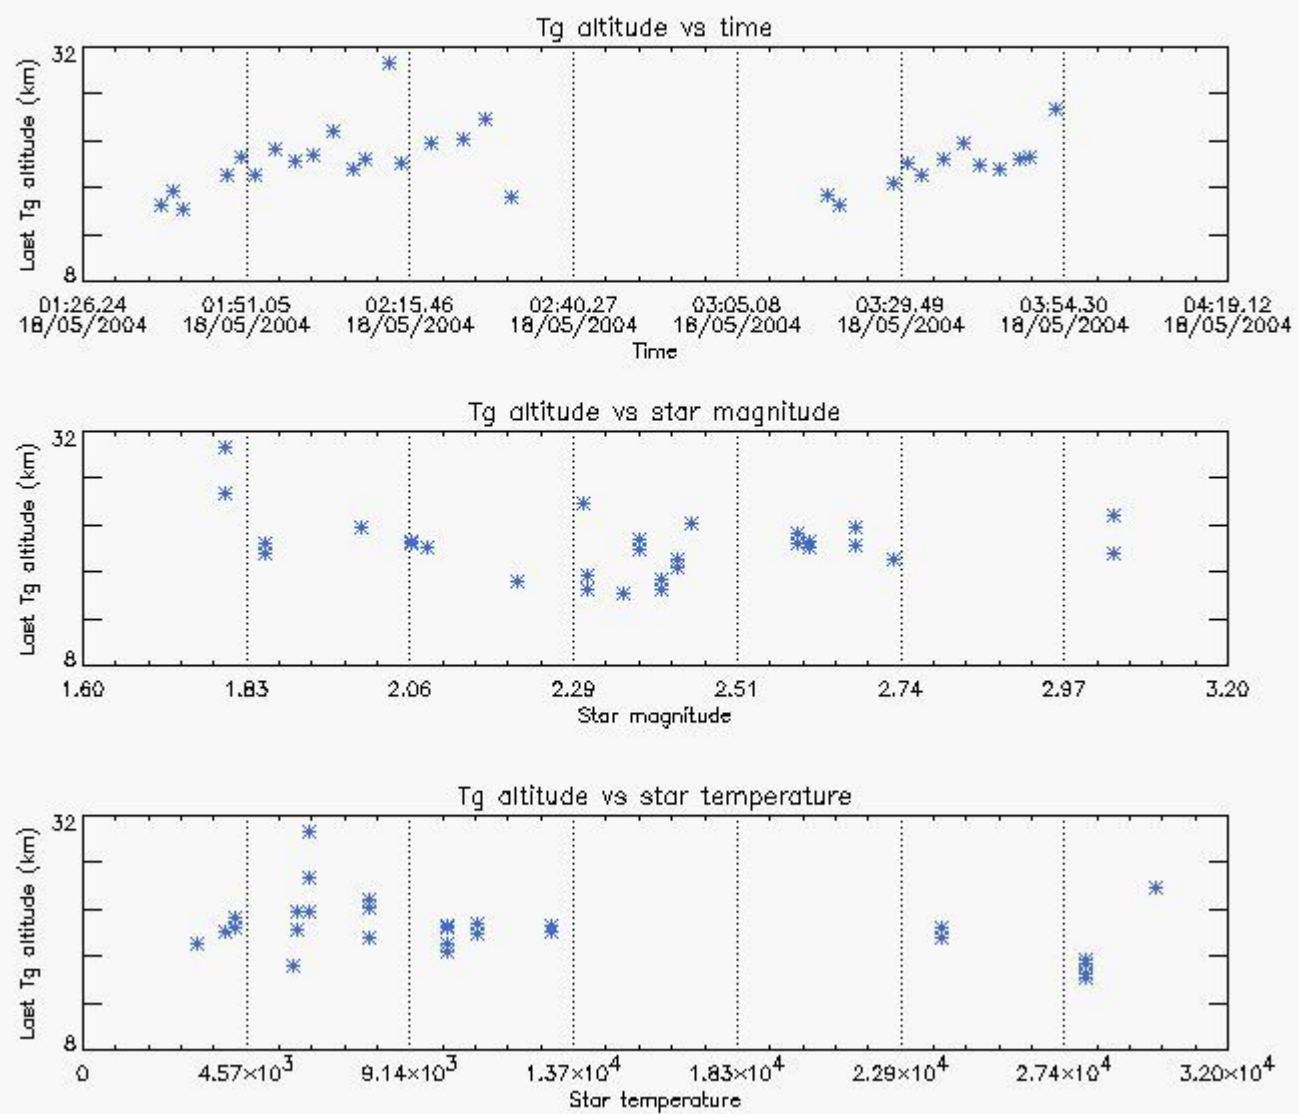 Tg altitude vs time
Last Tg altitude (km)
32
8
01:26.24 01:51.05 02:15.46 02:40.27 03:05.08 03:29.49 03:54.30 04:19.12
18/05/2004 18/05/2004 18/05/2004 18/05/2004 18/05/2004 18/05/2004 18/05/2004 18/05/2004
Time
Tg altitude vs star magnitude
Last Tg altitude (km)
32
8
1.60 1.83 2.06 2.29 2.51 2.74 2.97 3.20
Star magnitude
Tg altitude vs star temperature
Last Tg altitude (km)
32
8
0 4.57×10³ 9.14×10³ 1.37×10⁴ 1.83×10⁴ 2.29×10⁴ 2.74×10⁴ 3.20×10⁴
Star temperature